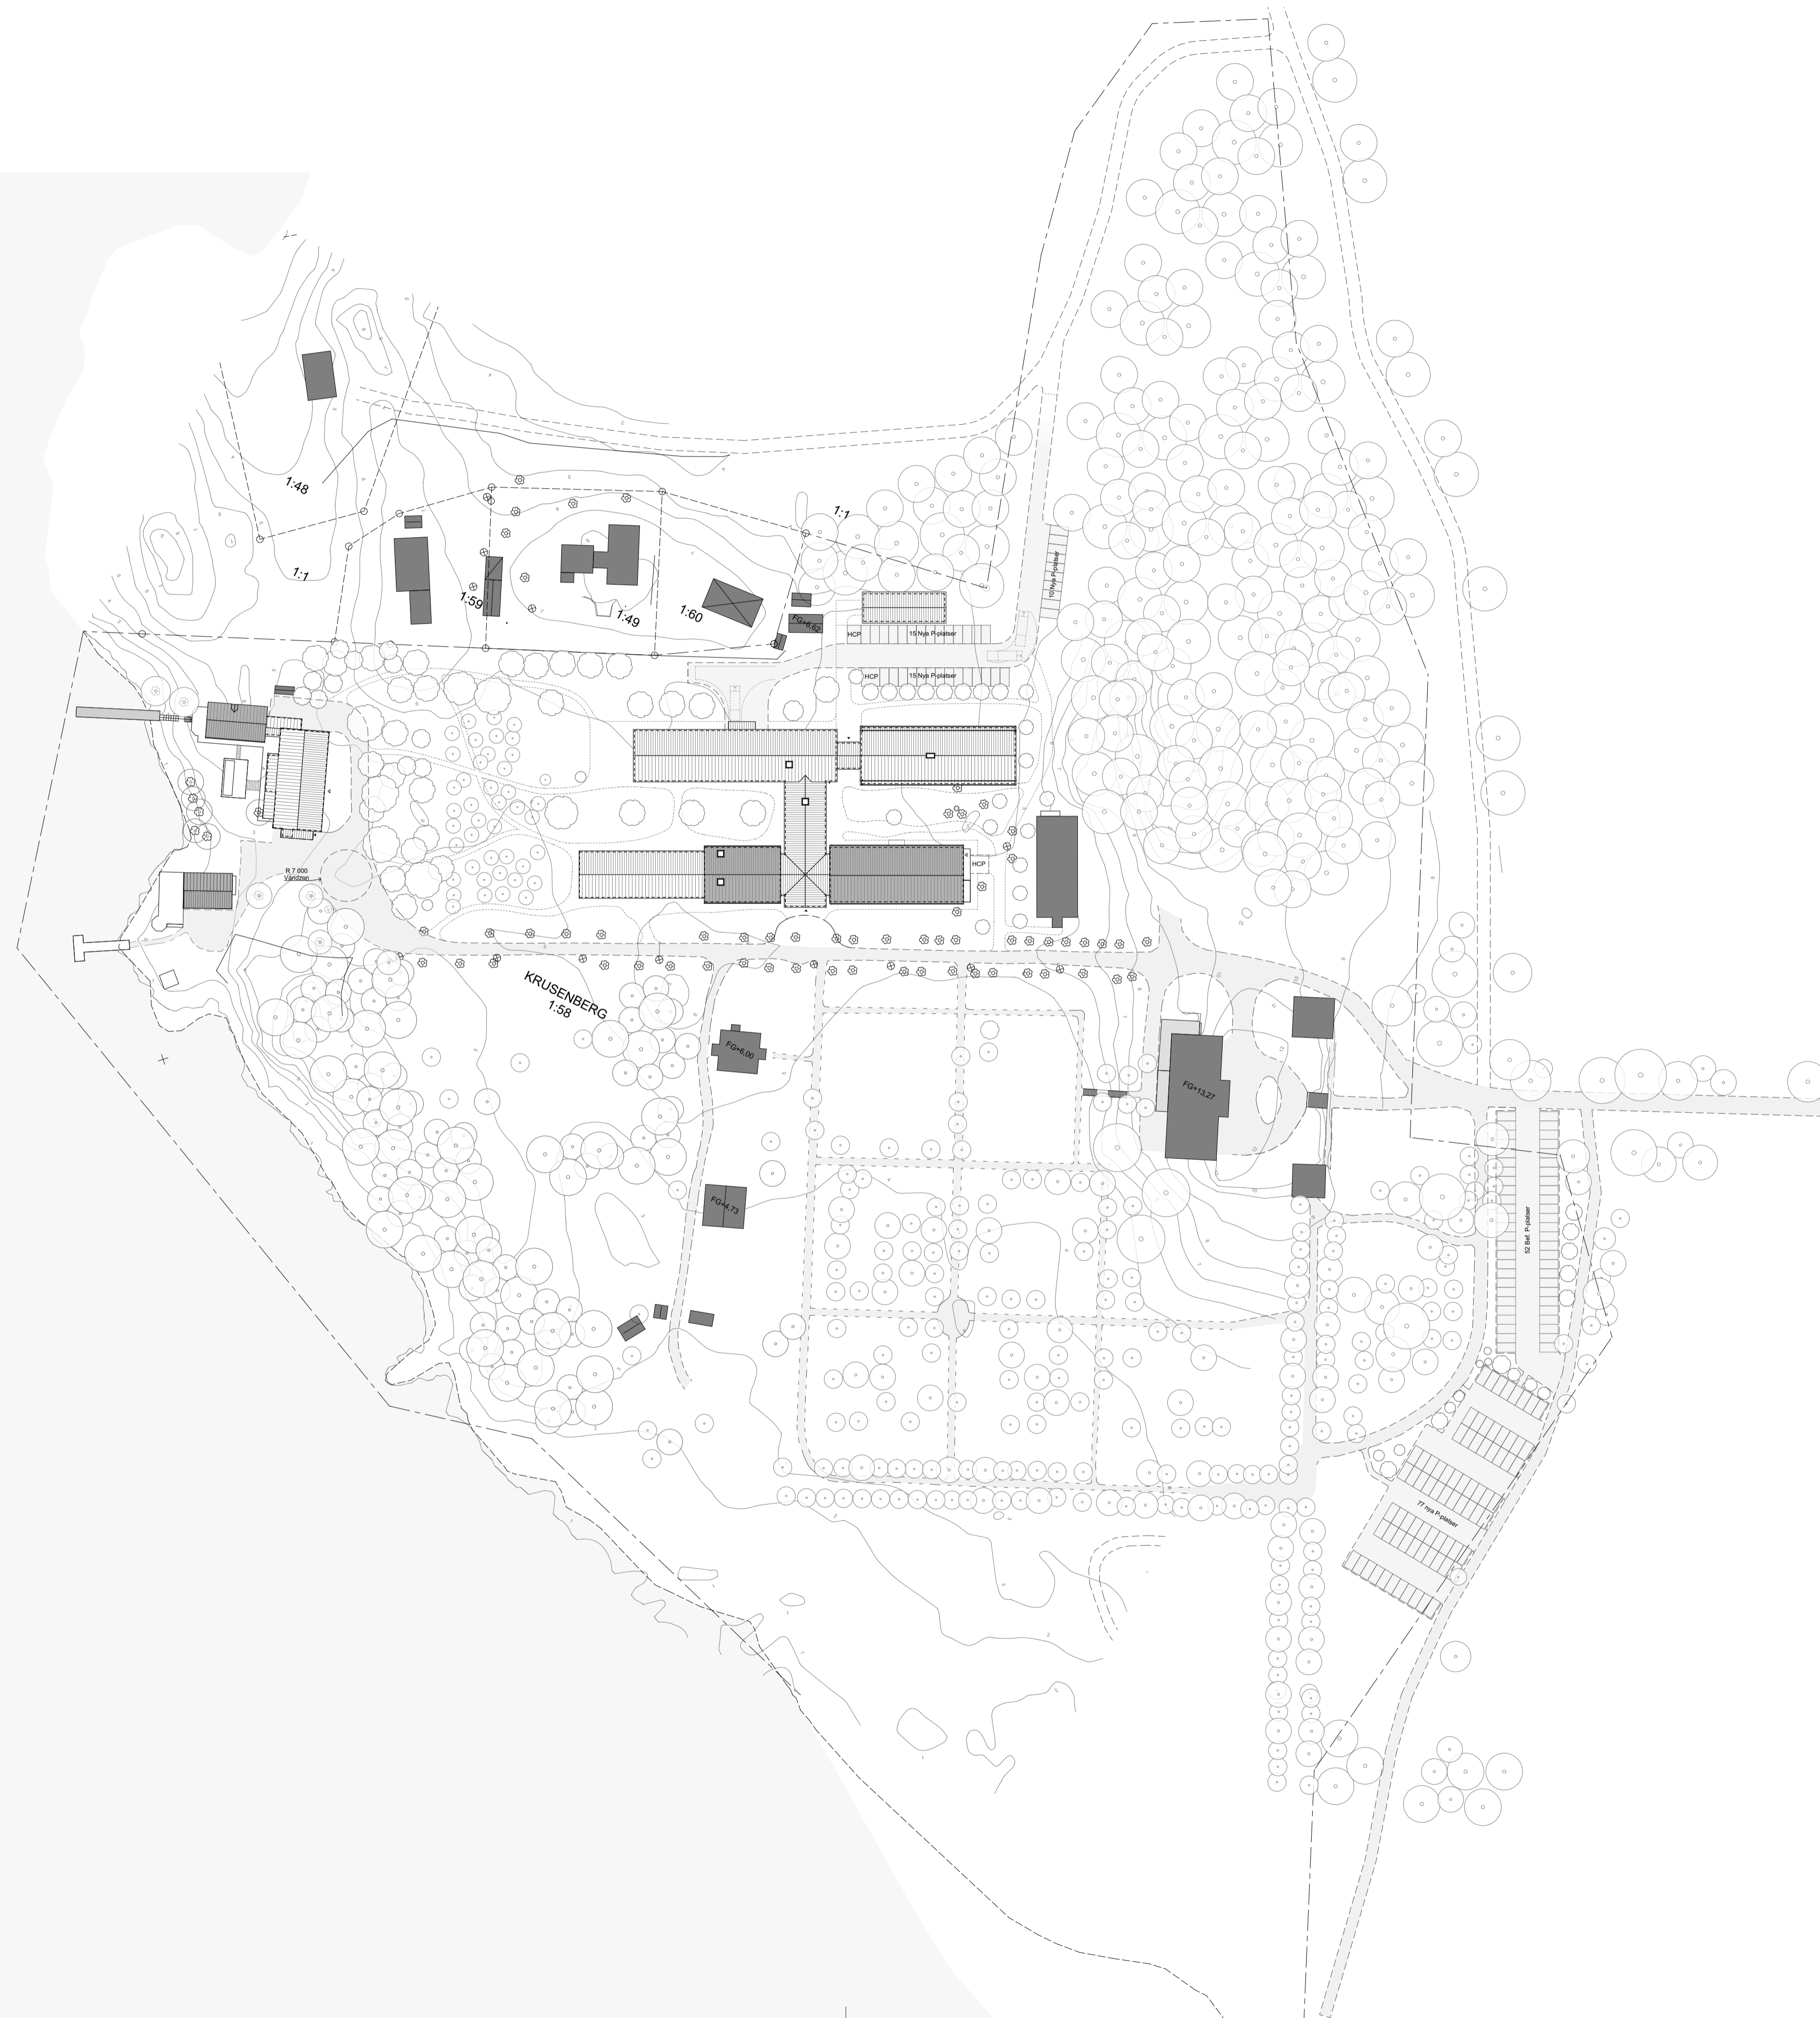 1:48
1:1
1:1
1:59
1:49
1:60
FG+6,62
10 Nya P-platser
HCP
15 Nya P-platser
HCP
15 Nya P-platser
HCP
R 7 000
Vändzon
KRUSENBERG
1:58
FG+6,00
FG+13,27
FG+4,73
52 Bef. P-platser
77 nya P-platser